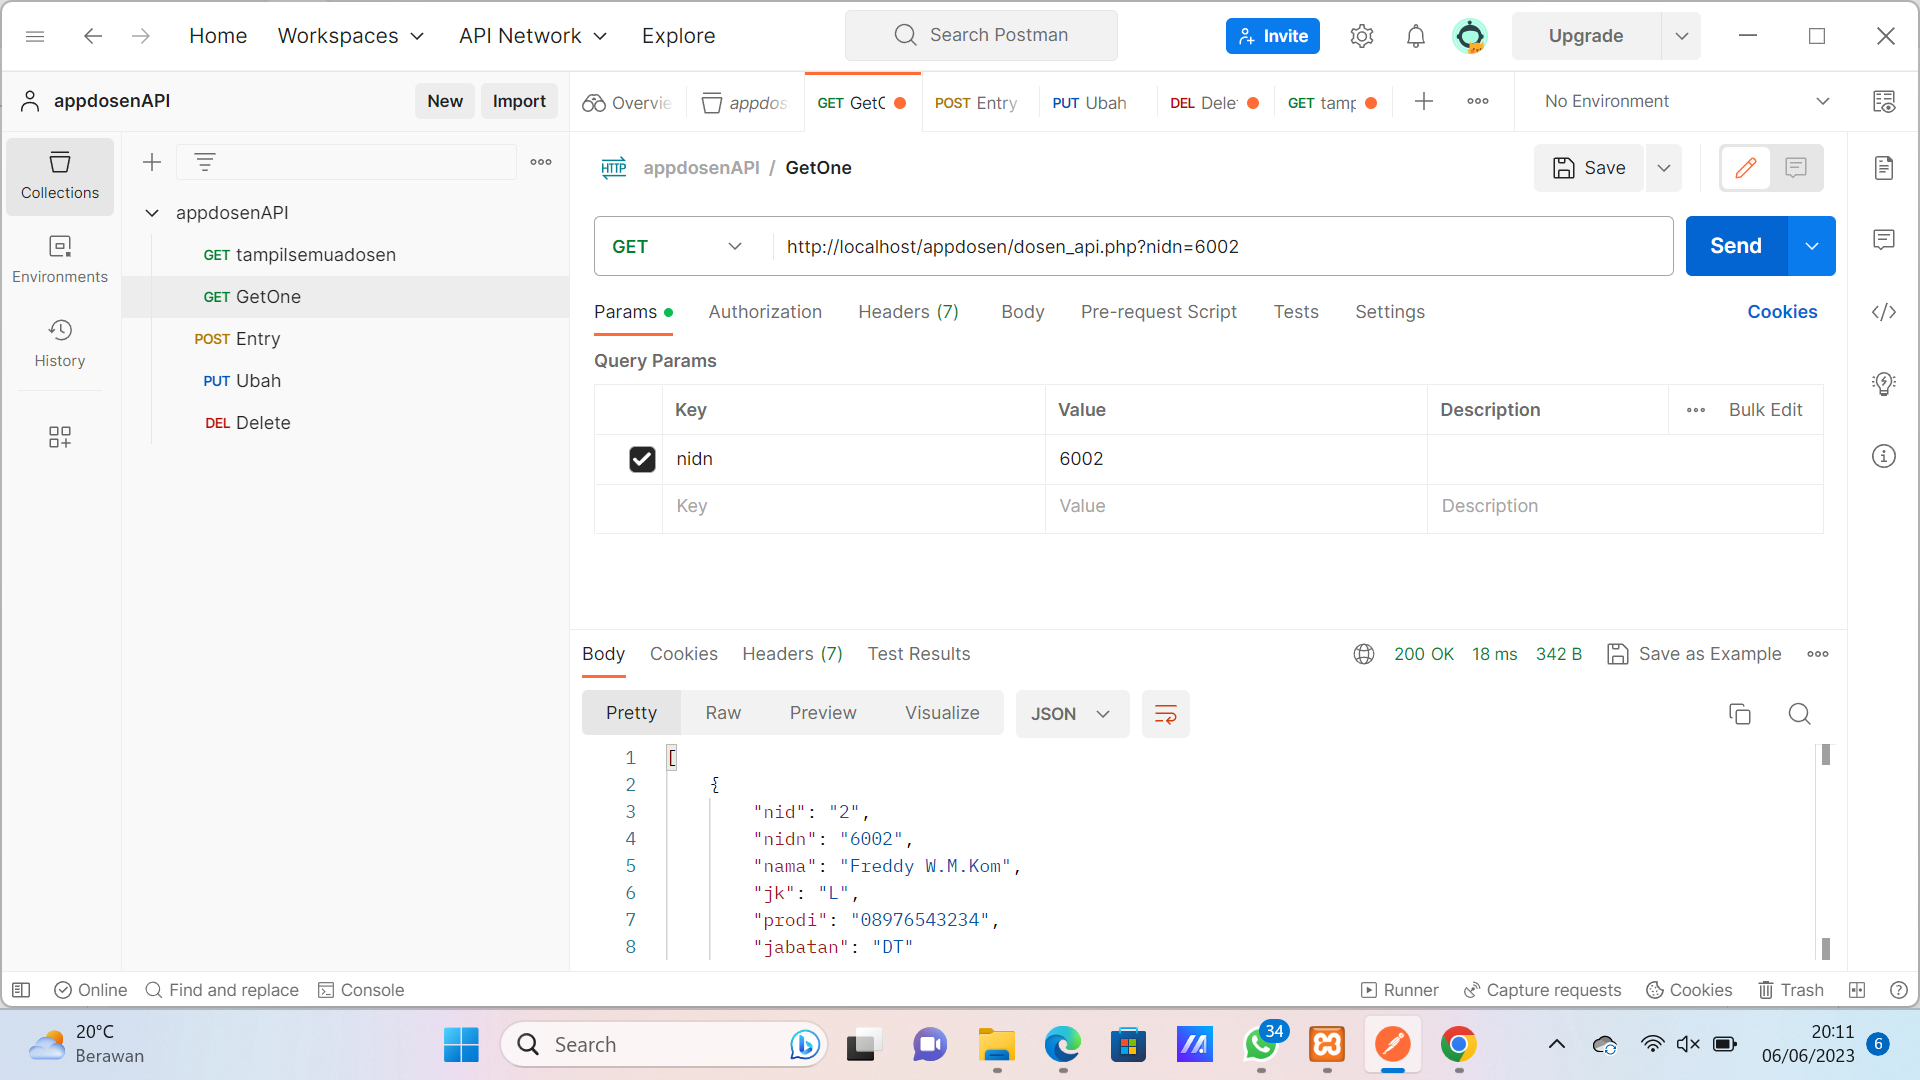 Home
Workspaces
API Network
Explore
Search Postman
Invite
Upgrade
appdosenAPI
New
Import
Overvie
appdos
GET GetO
POST Entry
PUT Ubah
DEL Dele
GET tamp
No Environment
Collections
Environments
History
appdosenAPI
GET tampilsemuadosen
GET GetOne
POST Entry
PUT Ubah
DEL Delete
HTTP
appdosenAPI / GetOne
Save
GET
http://localhost/appdosen/dosen_api.php?nidn=6002
Send
Params
Authorization
Headers (7)
Body
Pre-request Script
Tests
Settings
Cookies
Query Params
Key
Value
Description
Bulk Edit
nidn
6002
Key
Value
Description
Body
Cookies
Headers (7)
Test Results
200 OK
18 ms
342 B
Save as Example
Pretty
Raw
Preview
Visualize
JSON
1 [
2 {
3 "nid": "2",
4 "nidn": "6002",
5 "nama": "Freddy W.M.Kom",
6 "jk": "L",
7 "prodi": "08976543234",
8 "jabatan": "DT"
Online
Find and replace
Console
Runner
Capture requests
Cookies
Trash
20°C
Berawan
Search
34
20:11
06/06/2023
6